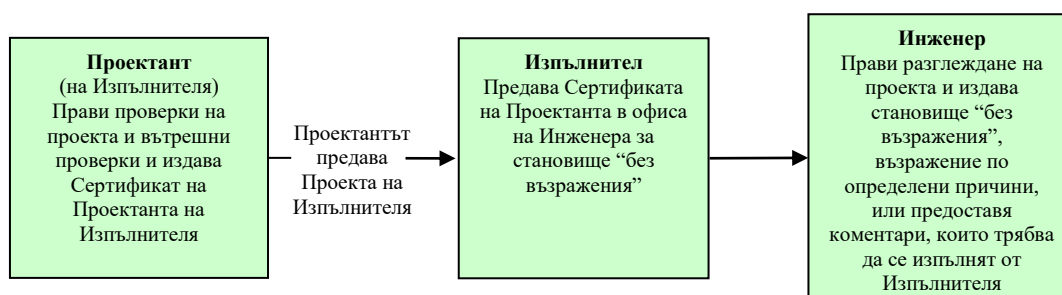 Проектант
(на Изпълнителя)
Прави проверки на
проекта и вътрешни
проверки и издава
Сертификат на
Проектанта на
Изпълнителя
Проектантът
предава
Проекта на
Изпълнителя
Изпълнител
Предава Сертификата
на Проектанта в офиса
на Инженера за
становище “без
възражения”
Инженер
Прави разглеждане на
проекта и издава
становище “без
възражения”,
възражение по
определени причини,
или предоставя
коментари, които трябва
да се изпълнят от
Изпълнителя